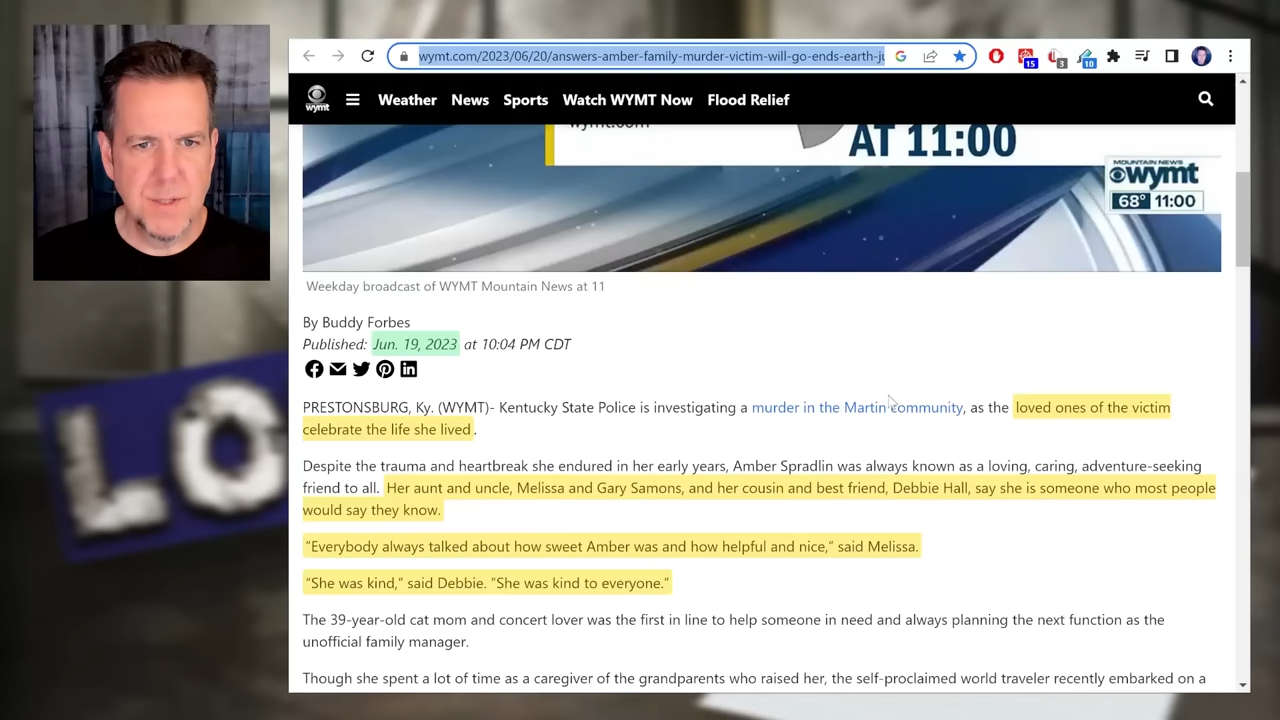 wymt.com/2023/06/20/answers-amber-family-murder-victim-will-go-ends-earth-ju
15
3
10
wymt
Weather
News
Sports
Watch WYMT Now
Flood Relief
wymt.com
AT 11:00
MOUNTAIN NEWS
wymt
68° 11:00
Weekday broadcast of WYMT Mountain News at 11
By Buddy Forbes
Published: Jun. 19, 2023 at 10:04 PM CDT
PRESTONSBURG, Ky. (WYMT)- Kentucky State Police is investigating a murder in the Martin community, as the loved ones of the victim
celebrate the life she lived.
Despite the trauma and heartbreak she endured in her early years, Amber Spradlin was always known as a loving, caring, adventure-seeking
friend to all. Her aunt and uncle, Melissa and Gary Samons, and her cousin and best friend, Debbie Hall, say she is someone who most people
would say they know.
“Everybody always talked about how sweet Amber was and how helpful and nice,” said Melissa.
“She was kind,” said Debbie. “She was kind to everyone.”
The 39-year-old cat mom and concert lover was the first in line to help someone in need and always planning the next function as the
unofficial family manager.
Though she spent a lot of time as a caregiver of the grandparents who raised her, the self-proclaimed world traveler recently embarked on a
LO